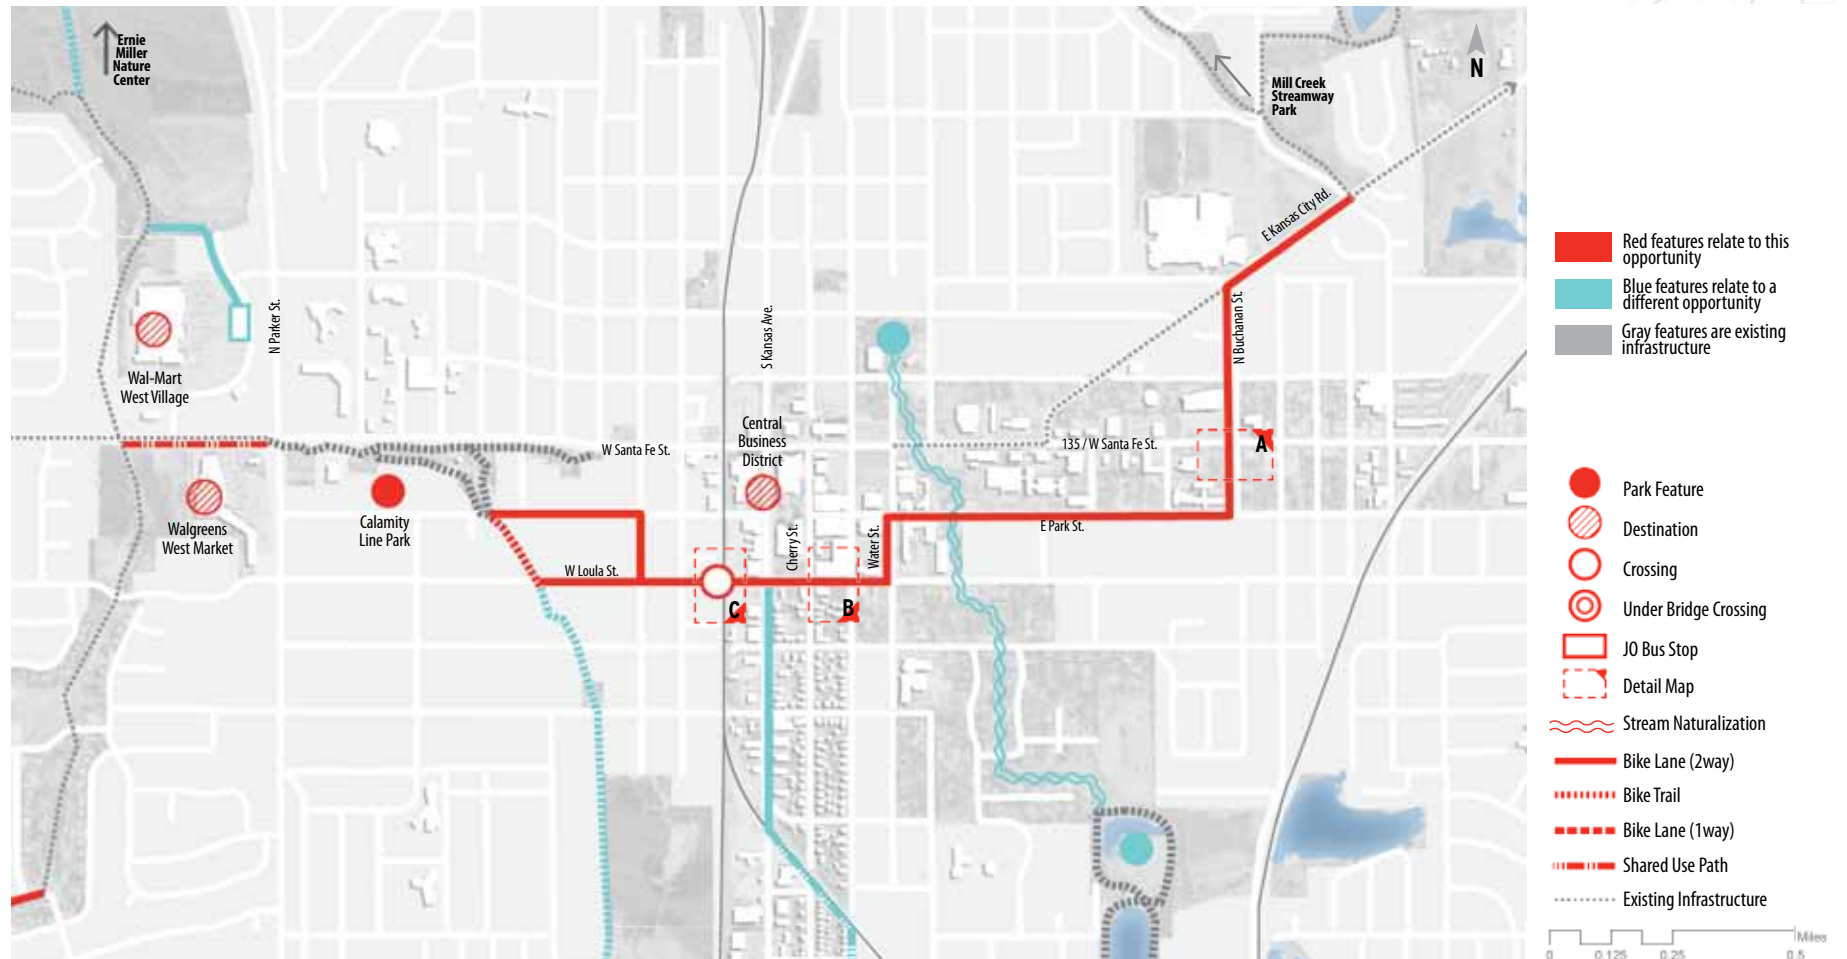 Ernie
Miller
Nature
Center
N
Mill Creek
Streamway
Park
E Kansas City Rd.
N Parker St.
S Kansas Ave.
N Buchanan St.
Wal-Mart
West Village
Central
Business
District
W Santa Fe St.
135 / W Santa Fe St.
A
Walgreens
West Market
Calamity
Line Park
Cherry St.
Water St.
E Park St.
W Loula St.
C
B
Red features relate to this
opportunity
Blue features relate to a
different opportunity
Gray features are existing
infrastructure
Park Feature
Destination
Crossing
Under Bridge Crossing
JO Bus Stop
Detail Map
Stream Naturalization
Bike Lane (2way)
Bike Trail
Bike Lane (1way)
Shared Use Path
Existing Infrastructure
Miles
0 0.125 0.25 0.5